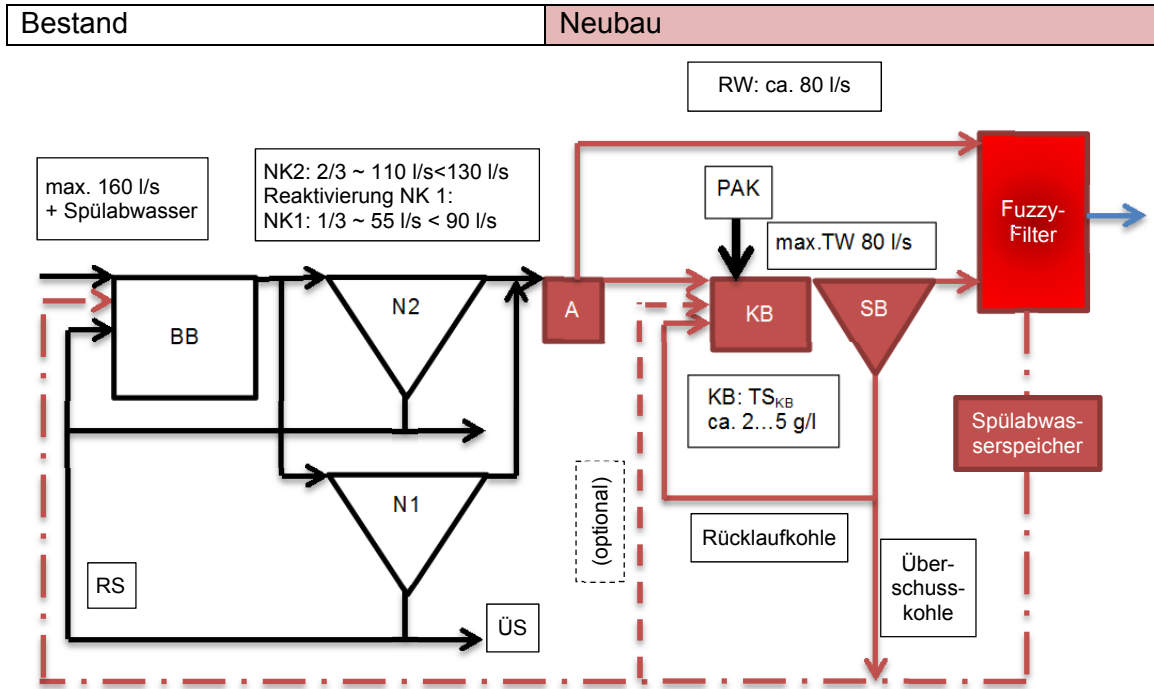 Bestand
Neubau
RW: ca. 80 l/s
max. 160 l/s
+ Spülabwasser
NK2: 2/3 ~ 110 l/s<130 l/s
Reaktivierung NK 1:
NK1: 1/3 ~ 55 l/s < 90 l/s
PAK
max.TW 80 l/s
Fuzzy-
Filter
BB
N2
A
KB
SB
KB: TSKB
ca. 2…5 g/l
Spülabwas-
serspeicher
N1
(optional)
Rücklaufkohle
Über-
schuss-
kohle
RS
ÜS